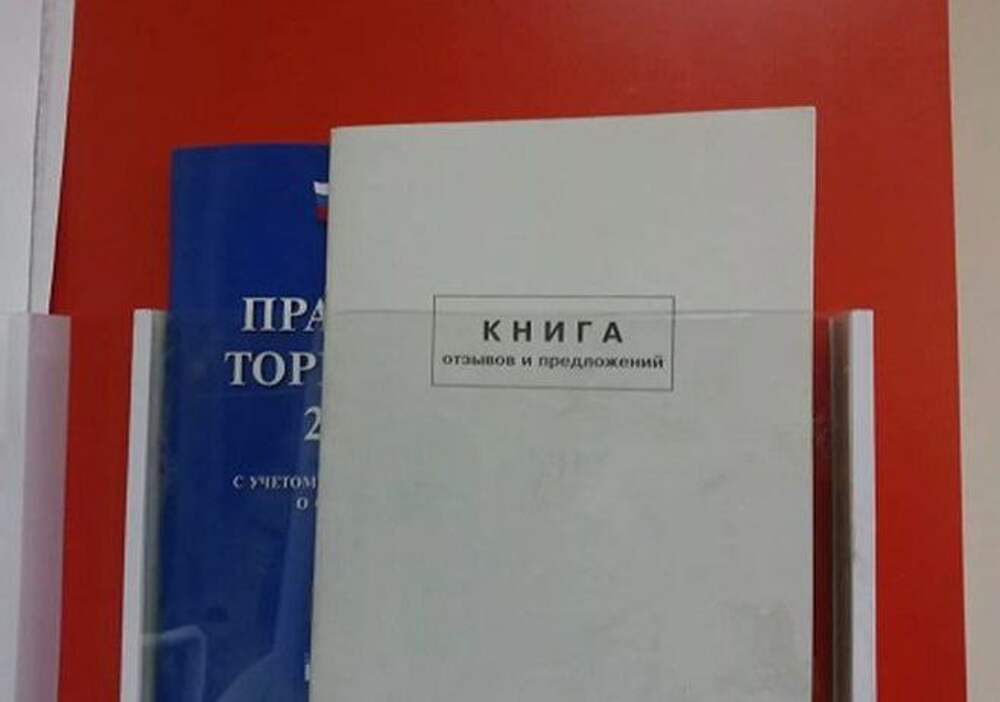 КНИГА
отзывов и предложений
ПРА
ТОР
2
С УЧЕТОМ
О